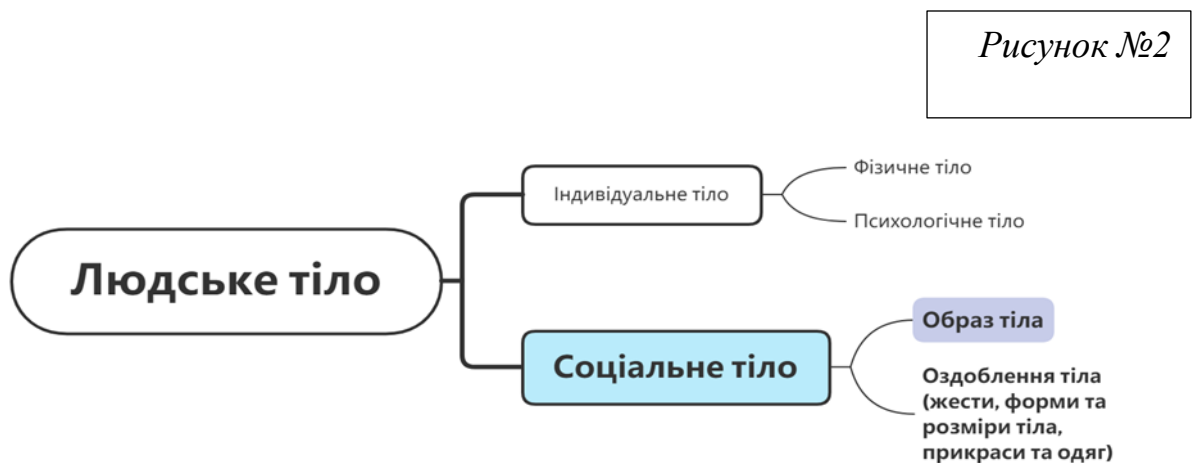 Рисунок №2
Фізичне тіло
Індивідуальне тіло
Психологічне тіло
Людське тіло
Образ тіла
Соціальне тіло
Оздоблення тіла
(жести, форми та
розміри тіла,
прикраси та одяг)